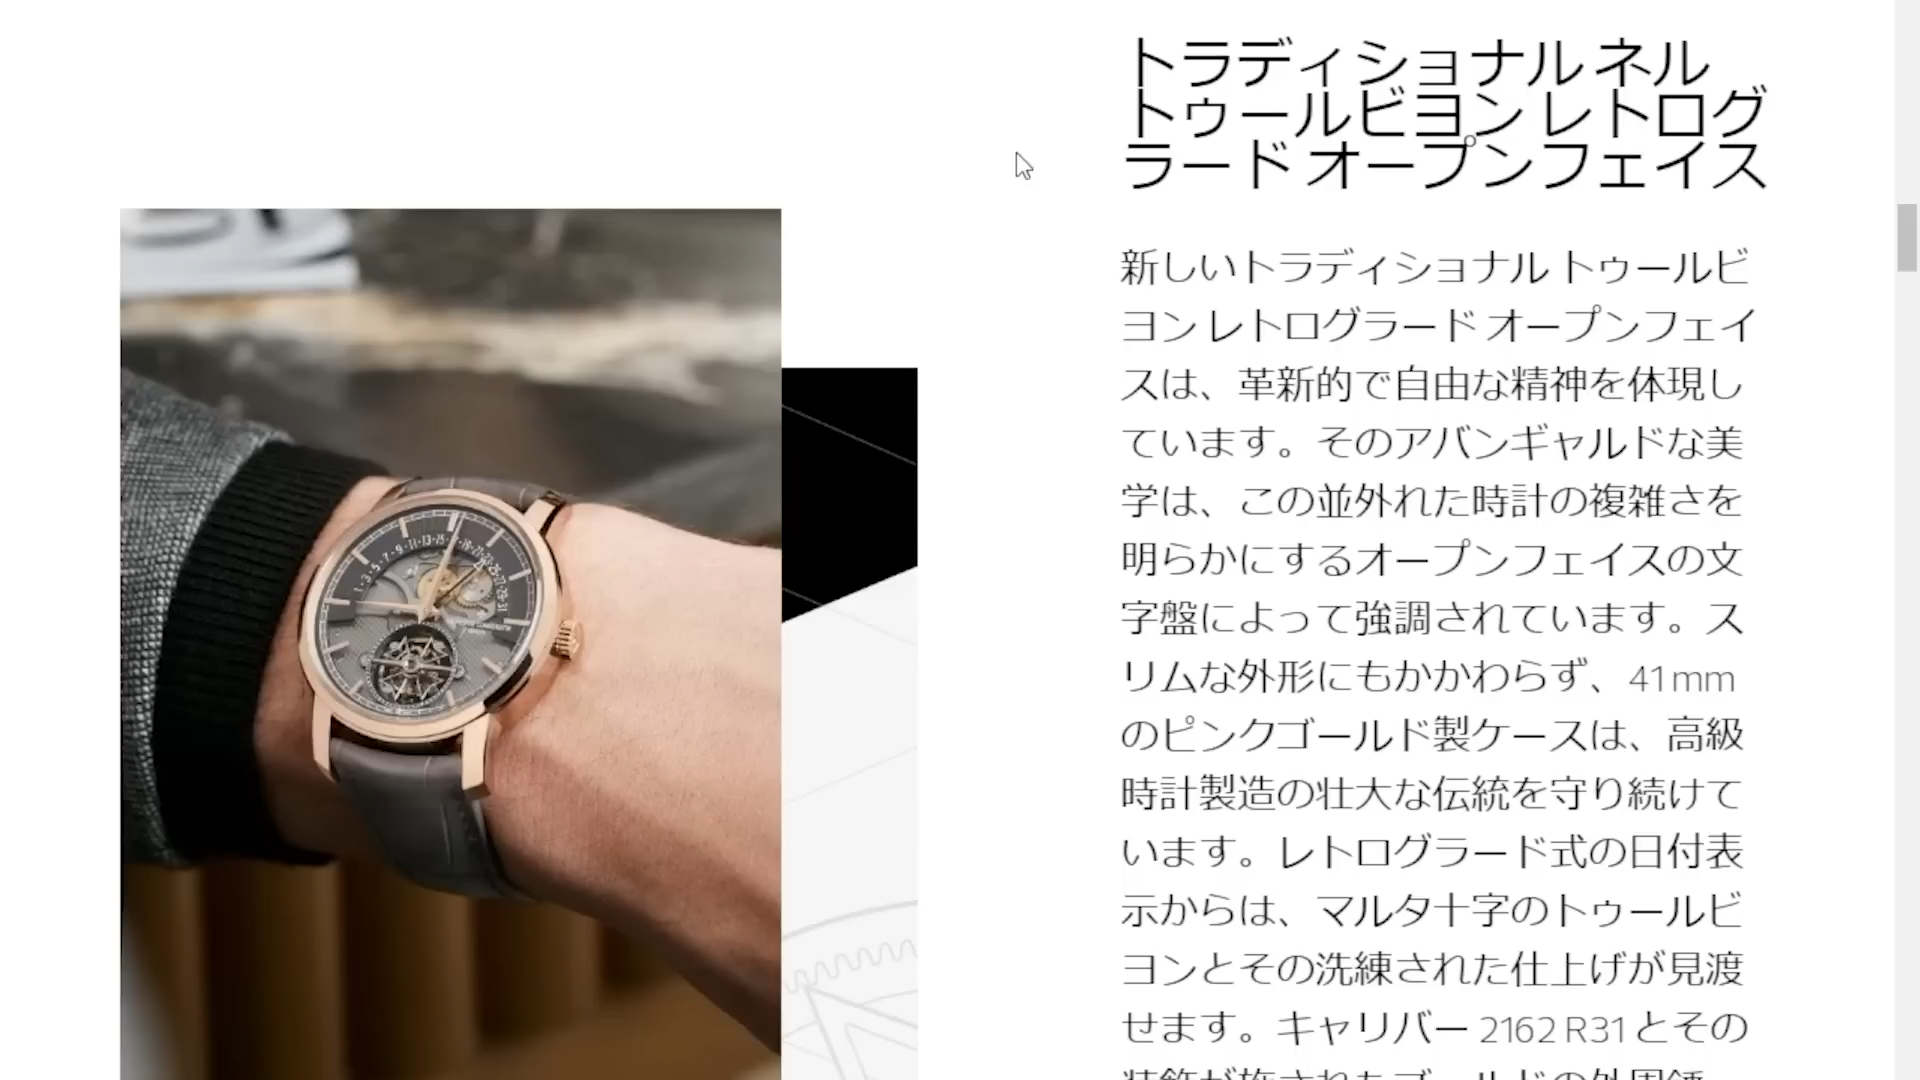 トラディショナル ネル
トゥールビヨン レトログ
ラード オープンフェイス
新しいトラディショナル トゥールビ
ヨン レトログラード オープンフェイ
スは、革新的で自由な精神を体現し
ています。そのアバンギャルドな美
学は、この並外れた時計の複雑さを
明らかにするオープンフェイスの文
字盤によって強調されています。ス
リムな外形にもかかわらず、41 mm
のピンクゴールド製ケースは、高級
時計製造の壮大な伝統を守り続けて
います。レトログラード式の日付表
示からは、マルタ十字のトゥールビ
ヨンとその洗練された仕上げが見渡
せます。キャリバー 2162 R31 とその